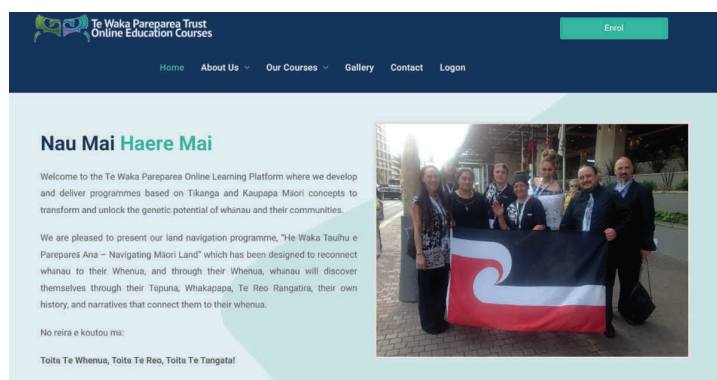 Te Waka Pareparea Trust
Online Education Courses
Enrol
Home About Us Our Courses Gallery Contact Logon
Nau Mai Haere Mai
Welcome to the Te Waka Pareparea Online Learning Platform where we develop
and deliver programmes based on Tikanga and Kaupapa Māori concepts to
transform and unlock the genetic potential of whānau and their communities.
We are pleased to present our land navigation programme, "He Waka Tauihu e
Parepares Ana – Navigating Māori Land" which has been designed to reconnect
whānau to their Whenua, and through their Whenua, whānau will discover
themselves through their Tūpuna, Whakapapa, Te Reo Rangatira, their own
history, and narratives that connect them to their whenua.
No reira e koutou mā:
Toitū Te Whenua, Toitū Te Reo, Toitū Te Tangata!